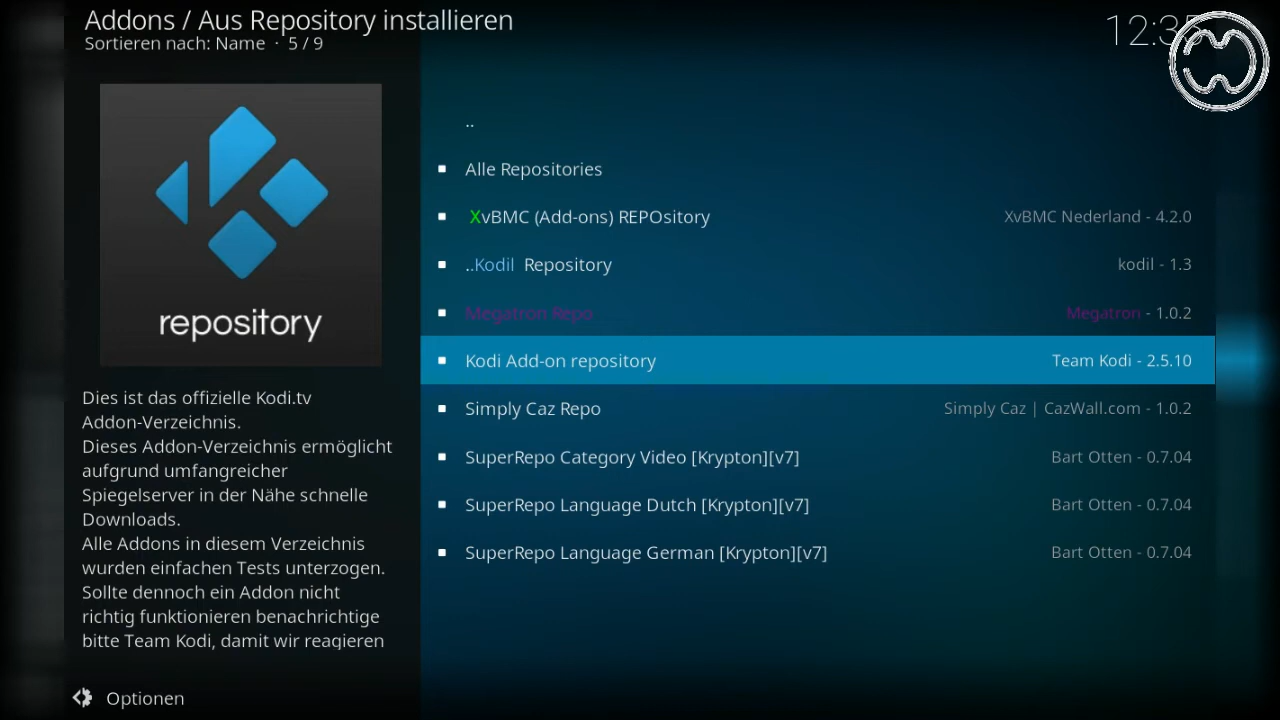 Addons / Aus Repository installieren
Sortieren nach: Name · 5 / 9
repository
Dies ist das offizielle Kodi.tv
Addon-Verzeichnis.
Dieses Addon-Verzeichnis ermöglicht
aufgrund umfangreicher
Spiegelserver in der Nähe schnelle
Downloads.
Alle Addons in diesem Verzeichnis
wurden einfachen Tests unterzogen.
Sollte dennoch ein Addon nicht
richtig funktionieren benachrichtige
bitte Team Kodi, damit wir reagieren
Optionen
..
Alle Repositories
XvBMC (Add-ons) REPOsitory XvBMC Nederland - 4.2.0
..Kodil Repository kodil - 1.3
Megatron Repo Megatron - 1.0.2
Kodi Add-on repository Team Kodi - 2.5.10
Simply Caz Repo Simply Caz | CazWall.com - 1.0.2
SuperRepo Category Video [Krypton][v7] Bart Otten - 0.7.04
SuperRepo Language Dutch [Krypton][v7] Bart Otten - 0.7.04
SuperRepo Language German [Krypton][v7] Bart Otten - 0.7.04